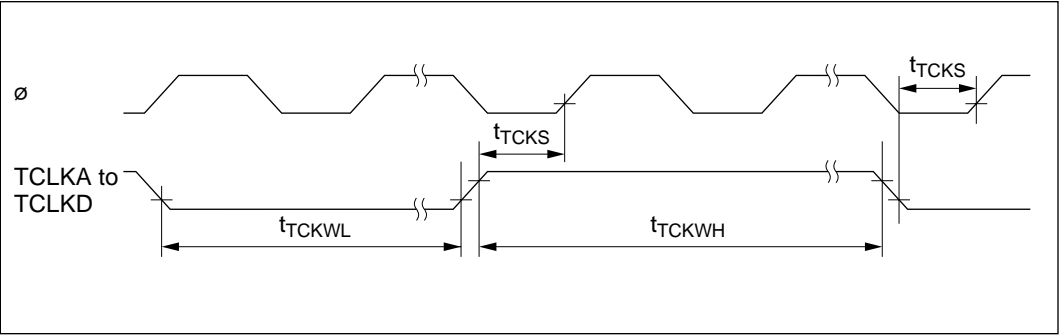 tTCKS
ø
tTCKS
TCLKA to
TCLKD
tTCKWL
tTCKWH